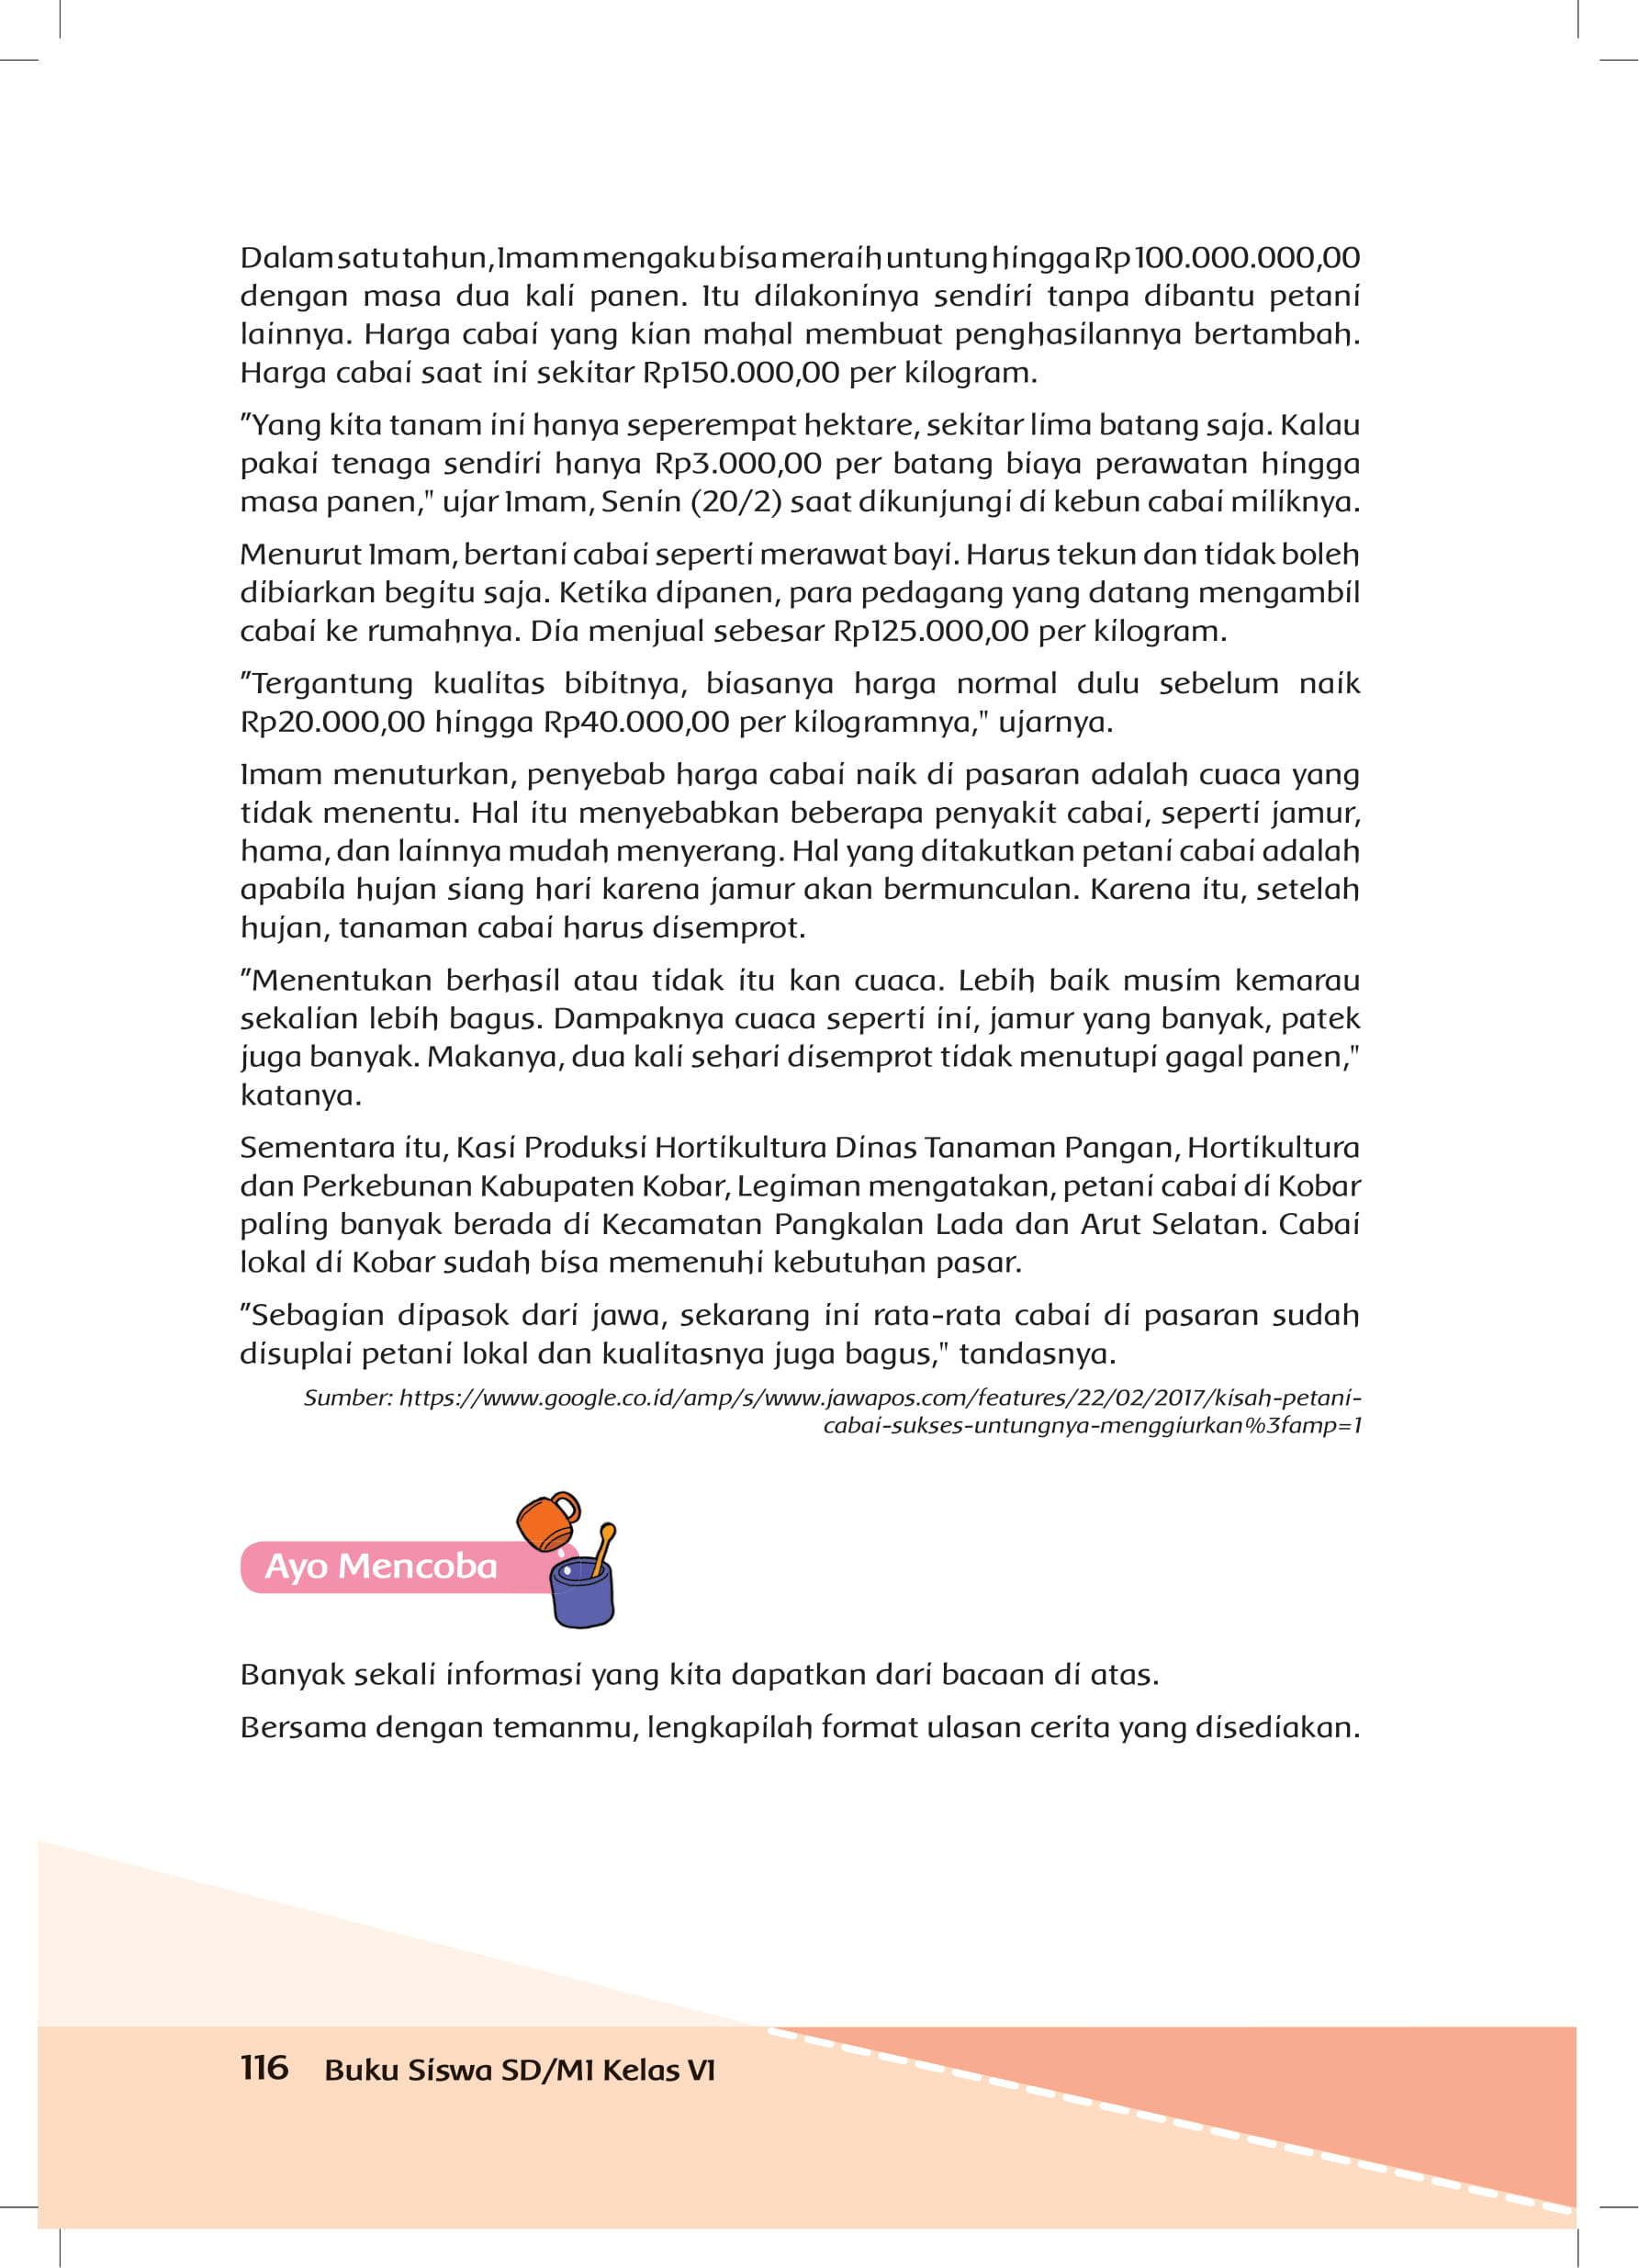 Dalam satu tahun, Imam mengaku bisa meraih untung hingga Rp100.000.000,00
dengan masa dua kali panen. Itu dilakoninya sendiri tanpa dibantu petani
lainnya. Harga cabai yang kian mahal membuat penghasilannya bertambah.
Harga cabai saat ini sekitar Rp150.000,00 per kilogram.
"Yang kita tanam ini hanya seperempat hektare, sekitar lima batang saja. Kalau
pakai tenaga sendiri hanya Rp3.000,00 per batang biaya perawatan hingga
masa panen," ujar Imam, Senin (20/2) saat dikunjungi di kebun cabai miliknya.
Menurut Imam, bertani cabai seperti merawat bayi. Harus tekun dan tidak boleh
dibiarkan begitu saja. Ketika dipanen, para pedagang yang datang mengambil
cabai ke rumahnya. Dia menjual sebesar Rp125.000,00 per kilogram.
"Tergantung kualitas bibitnya, biasanya harga normal dulu sebelum naik
Rp20.000,00 hingga Rp40.000,00 per kilogramnya," ujarnya.
Imam menuturkan, penyebab harga cabai naik di pasaran adalah cuaca yang
tidak menentu. Hal itu menyebabkan beberapa penyakit cabai, seperti jamur,
hama, dan lainnya mudah menyerang. Hal yang ditakutkan petani cabai adalah
apabila hujan siang hari karena jamur akan bermunculan. Karena itu, setelah
hujan, tanaman cabai harus disemprot.
"Menentukan berhasil atau tidak itu kan cuaca. Lebih baik musim kemarau
sekalian lebih bagus. Dampaknya cuaca seperti ini, jamur yang banyak, patek
juga banyak. Makanya, dua kali sehari disemprot tidak menutupi gagal panen,"
katanya.
Sementara itu, Kasi Produksi Hortikultura Dinas Tanaman Pangan, Hortikultura
dan Perkebunan Kabupaten Kobar, Legiman mengatakan, petani cabai di Kobar
paling banyak berada di Kecamatan Pangkalan Lada dan Arut Selatan. Cabai
lokal di Kobar sudah bisa memenuhi kebutuhan pasar.
"Sebagian dipasok dari jawa, sekarang ini rata-rata cabai di pasaran sudah
disuplai petani lokal dan kualitasnya juga bagus," tandasnya.
Sumber: https://www.google.co.id/amp/s/www.jawapos.com/features/22/02/2017/kisah-petani-
cabai-sukses-untungnya-menggiurkan%3famp=1
Ayo Mencoba
Banyak sekali informasi yang kita dapatkan dari bacaan di atas.
Bersama dengan temanmu, lengkapilah format ulasan cerita yang disediakan.
116 Buku Siswa SD/MI Kelas VI